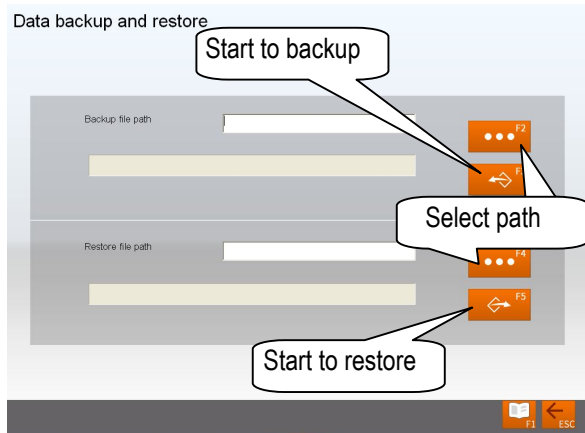 Data backup and restore
Start to backup
Backup file path
F2
Select path
Restore file path
F4
F5
Start to restore
F1
ESC